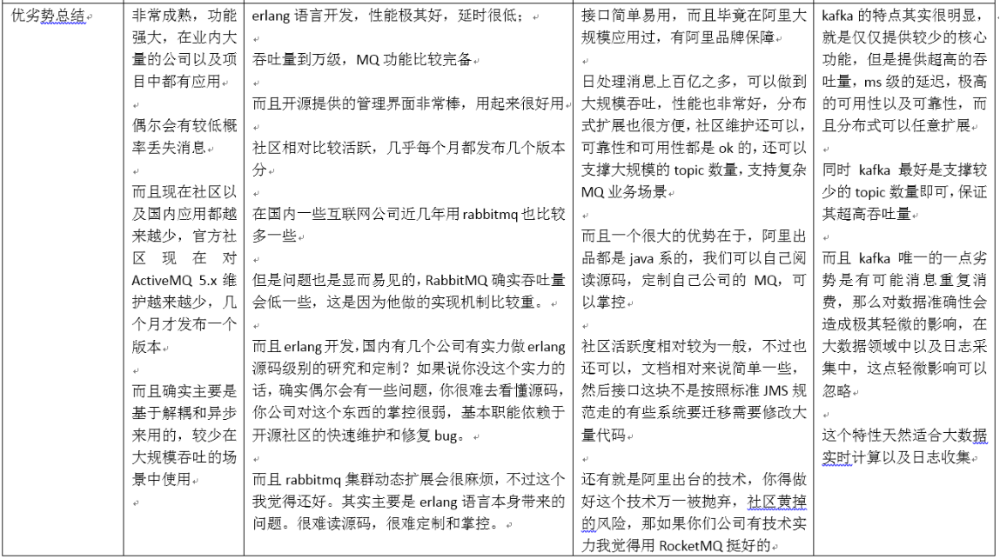 优劣势总结
非常成熟，功能
强大，在业内大
量的公司以及项
目中都有应用
偶尔会有较低概
率丢失消息
而且现在社区以
及国内应用都越
来越少，官方社
区现在对
ActiveMQ 5.x 维
护越来越少，几
个月才发布一个
版本
而且确实主要是
基于解耦和异步
来用的，较少在
大规模吞吐的场
景中使用
erlang 语言开发，性能极其好，延时很低；
吞吐量到万级，MQ 功能比较完备
而且开源提供的管理界面非常棒，用起来很好用
社区相对比较活跃，几乎每个月都发布几个版本
分
在国内一些互联网公司近几年用 rabbitmq 也比较
多一些
但是问题也是显而易见的，RabbitMQ 确实吞吐量
会低一些，这是因为他做的实现机制比较重。
而且 erlang 开发，国内有几个公司有实力做 erlang
源码级别的研究和定制？如果说你没这个实力的
话，确实偶尔会有一些问题，你很难去看懂源码，
你公司对这个东西的掌控很弱，基本职能依赖于
开源社区的快速维护和修复 bug。
而且 rabbitmq 集群动态扩展会很麻烦，不过这个
我觉得还好。其实主要是 erlang 语言本身带来的
问题。很难读源码，很难定制和掌控。
接口简单易用，而且毕竟在阿里大
规模应用过，有阿里品牌保障
日处理消息上百亿之多，可以做到
大规模吞吐，性能也非常好，分布
式扩展也很方便，社区维护还可以，
可靠性和可用性都是 ok 的，还可以
支撑大规模的 topic 数量，支持复杂
MQ 业务场景
而且一个很大的优势在于，阿里出
品都是 java 系的，我们可以自己阅
读源码，定制自己公司的 MQ，可
以掌控
社区活跃度相对较为一般，不过也
还可以，文档相对来说简单一些，
然后接口这块不是按照标准 JMS 规
范走的有些系统要迁移需要修改大
量代码
还有就是阿里出台的技术，你得做
好这个技术万一被抛弃，社区黄掉
的风险，那如果你们公司有技术实
力我觉得用 RocketMQ 挺好的
kafka 的特点其实很明显，
就是仅仅提供较少的核心
功能，但是提供超高的吞
吐量，ms 级的延迟，极高
的可用性以及可靠性，而
且分布式可以任意扩展
同时 kafka 最好是支撑较
少的 topic 数量即可，保证
其超高吞吐量
而且 kafka 唯一的一点劣
势是有可能消息重复消
费，那么对数据准确性会
造成极其轻微的影响，在
大数据领域中以及日志采
集中，这点轻微影响可以
忽略
这个特性天然适合大数据
实时计算以及日志收集